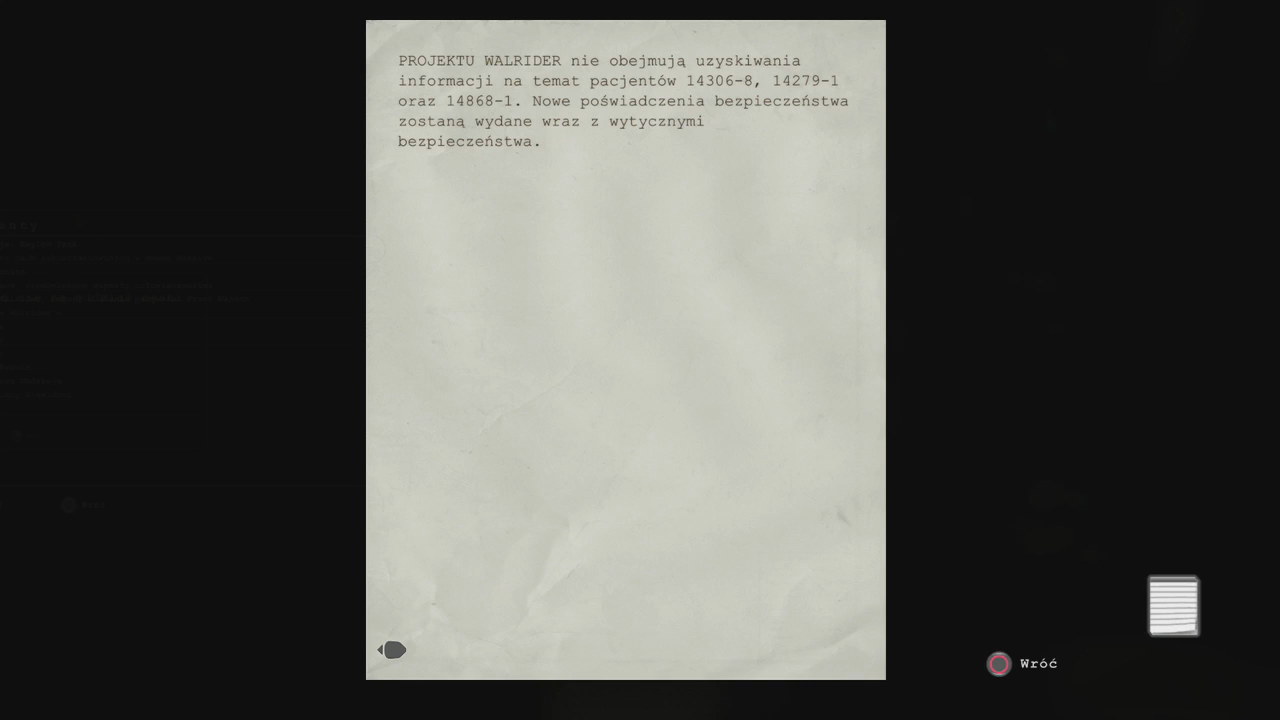 PROJEKTU WALRIDER nie obejmują uzyskiwania
informacji na temat pacjentów 14306-8, 14279-1
oraz 14868-1. Nowe poświadczenia bezpieczeństwa
zostaną wydane wraz z wytycznymi
bezpieczeństwa.
Wróć